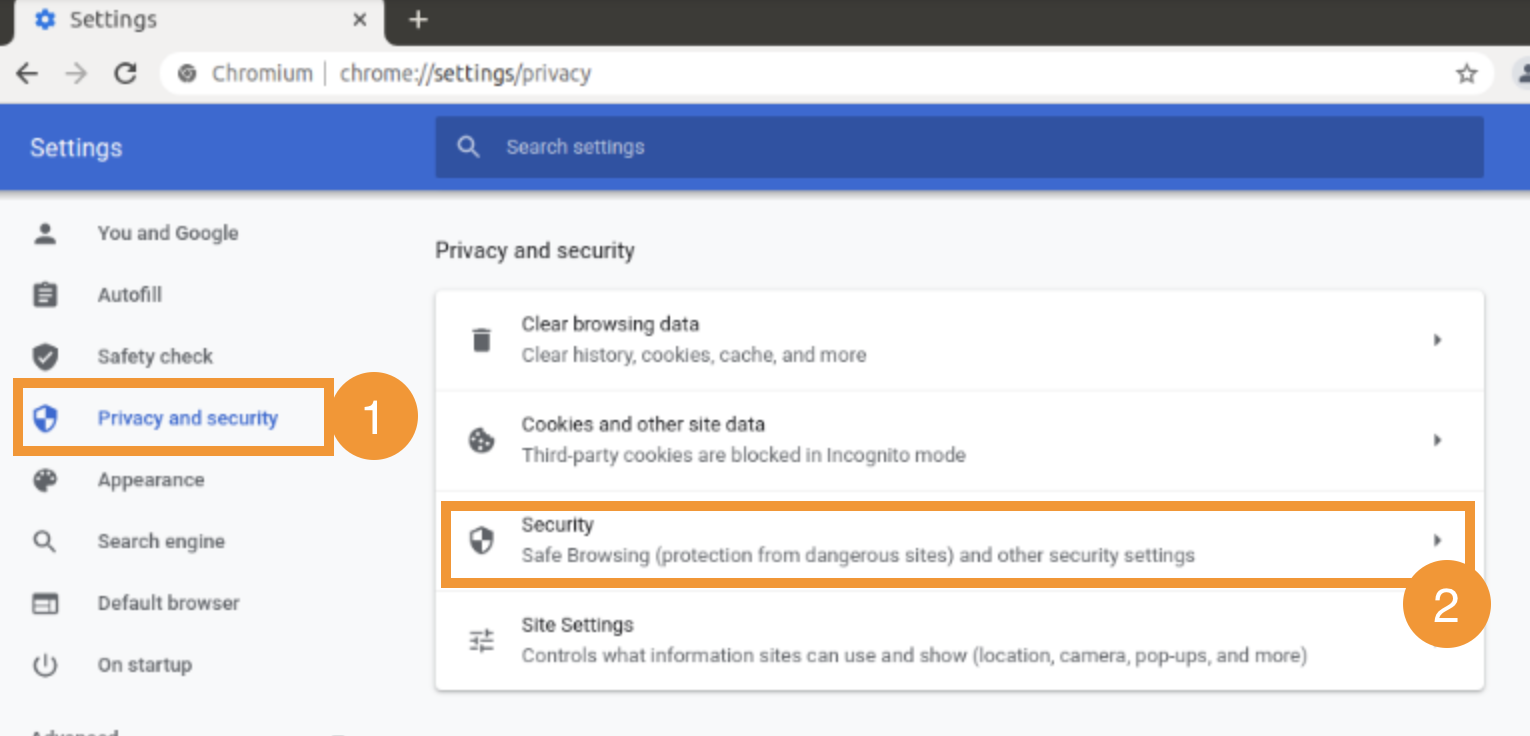 Settings
Chromium | chrome://settings/privacy
Settings
Search settings
You and Google
Autofill
Safety check
Privacy and security
1
Appearance
Search engine
Default browser
On startup
Advanced
Privacy and security
Clear browsing data
Clear history, cookies, cache, and more
Cookies and other site data
Third-party cookies are blocked in Incognito mode
Security
Safe Browsing (protection from dangerous sites) and other security settings
2
Site Settings
Controls what information sites can use and show (location, camera, pop-ups, and more)